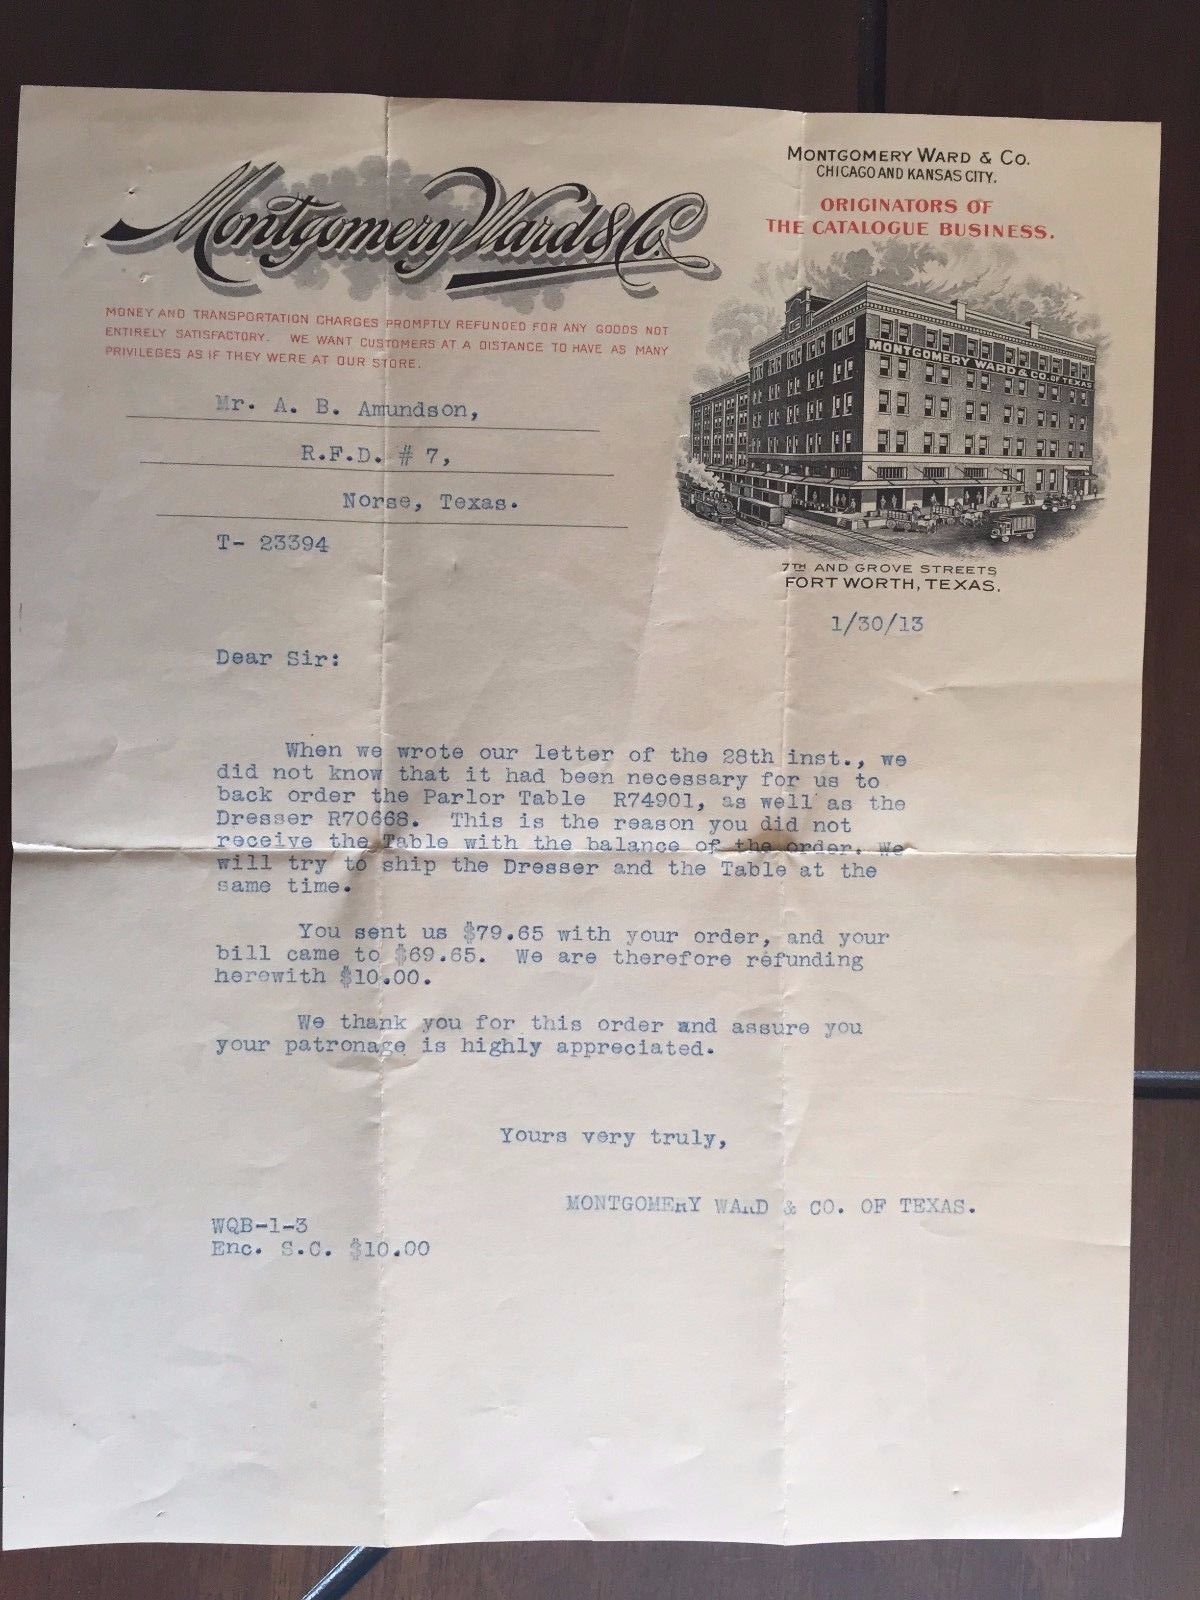 Montgomery Ward & Co.
MONTGOMERY WARD & CO.
CHICAGO AND KANSAS CITY.
ORIGINATORS OF
THE CATALOGUE BUSINESS.
MONEY AND TRANSPORTATION CHARGES PROMPTLY REFUNDED FOR ANY GOODS NOT
ENTIRELY SATISFACTORY. WE WANT CUSTOMERS AT A DISTANCE TO HAVE AS MANY
PRIVILEGES AS IF THEY WERE AT OUR STORE.
MONTGOMERY WARD & CO. OF TEXAS
Mr. A. B. Amundson,
R.F.D. # 7,
Norse, Texas.
T- 23394
7TH AND GROVE STREETS
FORT WORTH, TEXAS.
1/30/13
Dear Sir:
When we wrote our letter of the 28th inst., we
did not know that it had been necessary for us to
back order the Parlor Table R74901, as well as the
Dresser R70668. This is the reason you did not
receive the Table with the balance of the order. We
will try to ship the Dresser and the Table at the
same time.
You sent us $79.65 with your order, and your
bill came to $69.65. We are therefore refunding
herewith $10.00.
We thank you for this order and assure you
your patronage is highly appreciated.
Yours very truly,
MONTGOMERY WARD & CO. OF TEXAS.
WQB-1-3
Enc. S.C. $10.00